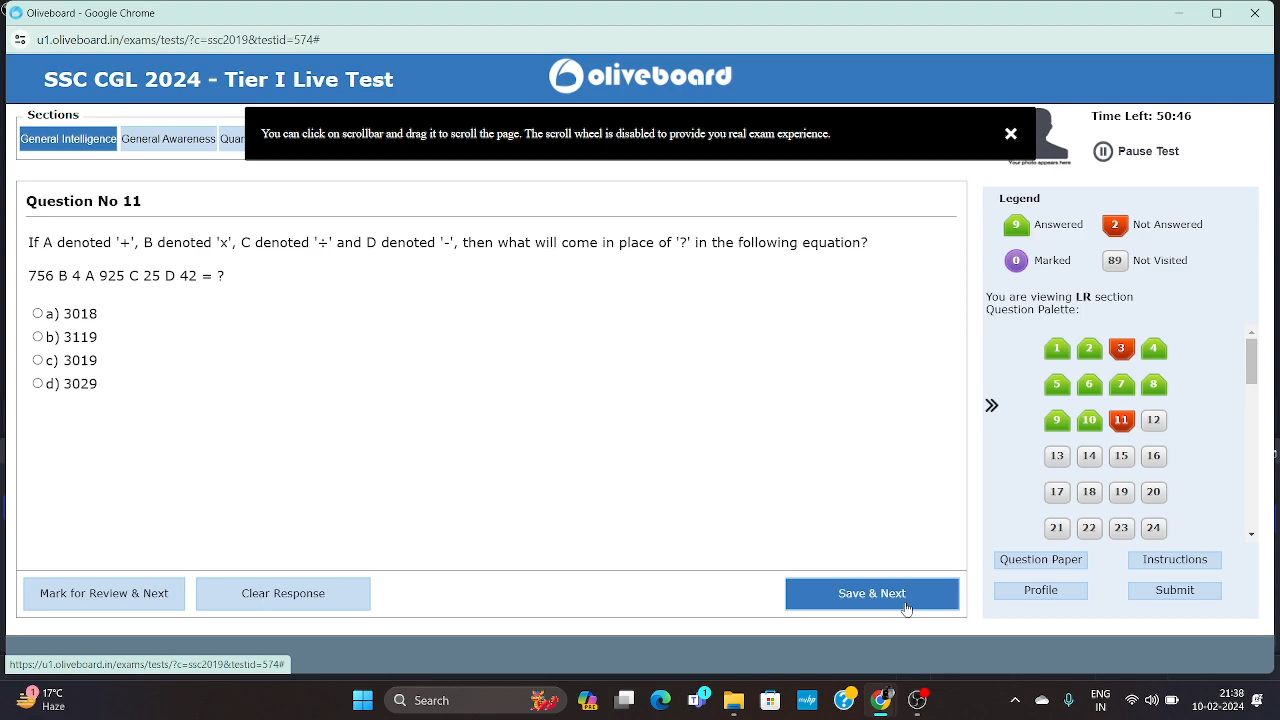 Oliveboard - Google Chrome
u1.oliveboard.in/exams/tests/?c=ssc2019&testid=574#
SSC CGL 2024 - Tier I Live Test
oliveboard
Sections
General Intelligence
General Awareness
Quan
You can click on scrollbar and drag it to scroll the page. The scroll wheel is disabled to provide you real exam experience.
Your photo appears here
Time Left: 50:46
Pause Test
Question No 11
If A denoted '+', B denoted 'x', C denoted '÷' and D denoted '-', then what will come in place of '?' in the following equation?
756 B 4 A 925 C 25 D 42 = ?
a) 3018
b) 3119
c) 3019
d) 3029
Mark for Review & Next
Clear Response
Save & Next
Legend
9 Answered
2 Not Answered
0 Marked
89 Not Visited
You are viewing LR section
Question Palette:
1 2 3 4
5 6 7 8
9 10 11 12
13 14 15 16
17 18 19 20
21 22 23 24
Question Paper
Instructions
Profile
Submit
https://u1.oliveboard.in/exams/tests/?c=ssc2019&testid=574#
1
17°C
Haze
Search
1
ENG
IN
21:38
10-02-2024